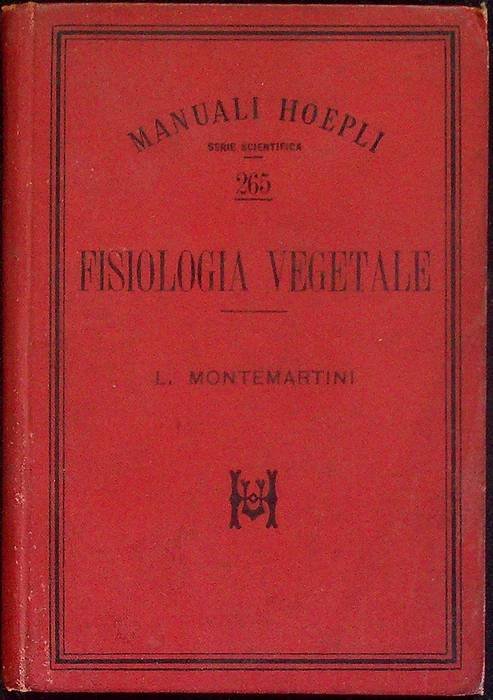 MANUALI HOEPLI
SERIE SCIENTIFICA
265
FISIOLOGIA VEGETALE
L. MONTEMARTINI